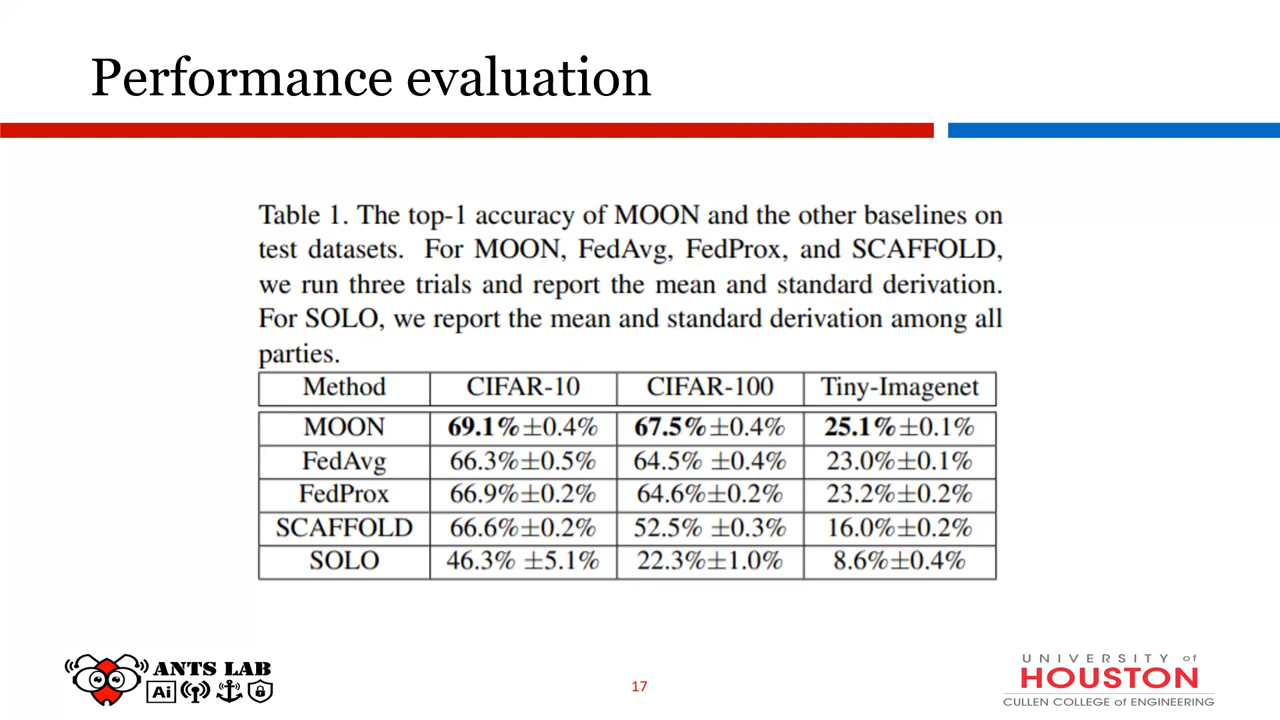 Performance evaluation
Table 1. The top-1 accuracy of MOON and the other baselines on
test datasets. For MOON, FedAvg, FedProx, and SCAFFOLD,
we run three trials and report the mean and standard derivation.
For SOLO, we report the mean and standard derivation among all
parties.
Method CIFAR-10 CIFAR-100 Tiny-Imagenet
MOON 69.1%±0.4% 67.5%±0.4% 25.1%±0.1%
FedAvg 66.3%±0.5% 64.5% ±0.4% 23.0%±0.1%
FedProx 66.9%±0.2% 64.6%±0.2% 23.2%±0.2%
SCAFFOLD 66.6%±0.2% 52.5% ±0.3% 16.0%±0.2%
SOLO 46.3% ±5.1% 22.3%±1.0% 8.6%±0.4%
ANTS LAB
Ai
17
UNIVERSITY of
HOUSTON
CULLEN COLLEGE of ENGINEERING